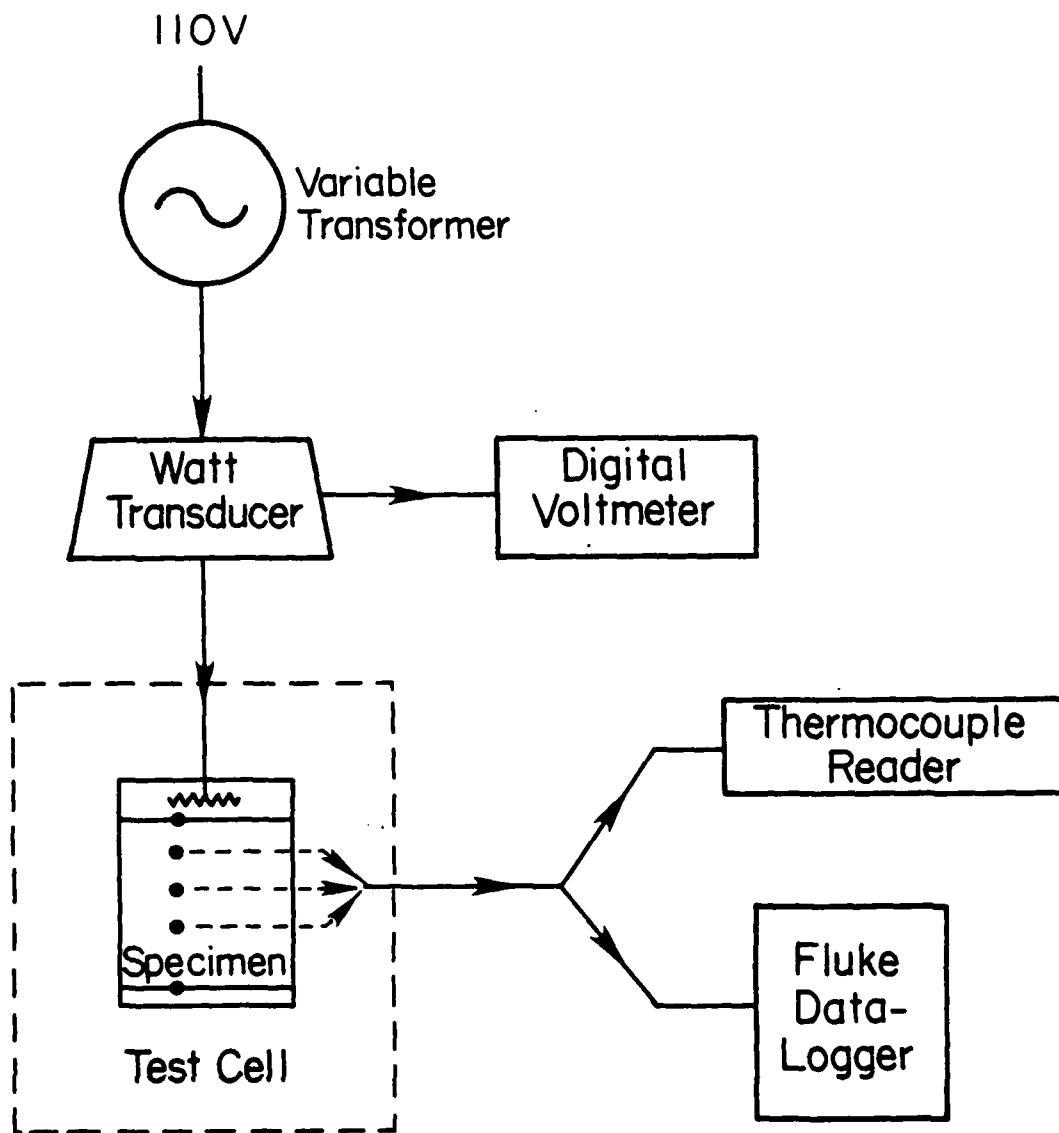 110V
Variable
Transformer
Watt
Transducer
Digital
Voltmeter
Thermocouple
Reader
Specimen
Fluke
Data-
Logger
Test Cell